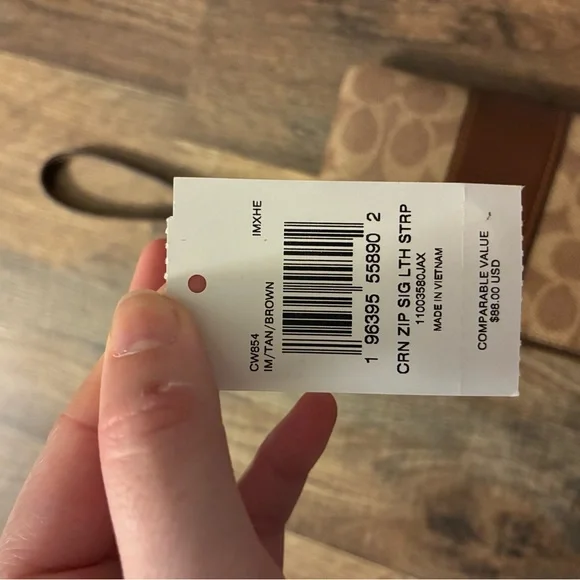 CW854 IMXHE
IM/TAN/BROWN
1 96395 55890 2
CRN ZIP SIG LTH STRP
11003580JAX
MADE IN VIETNAM
COMPARABLE VALUE
$88.00 USD